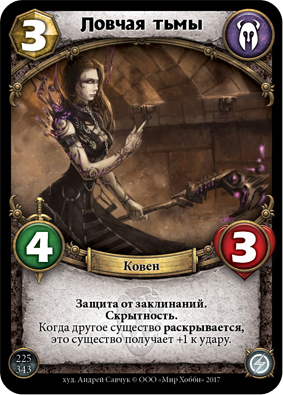 3
Ловчая тьмы
4
Ковен
3
Защита от заклинаний.
Скрытность.
Когда другое существо раскрывается,
это существо получает +1 к удару.
225
343
худ. Андрей Савчук © ООО «Мир Хобби» 2017